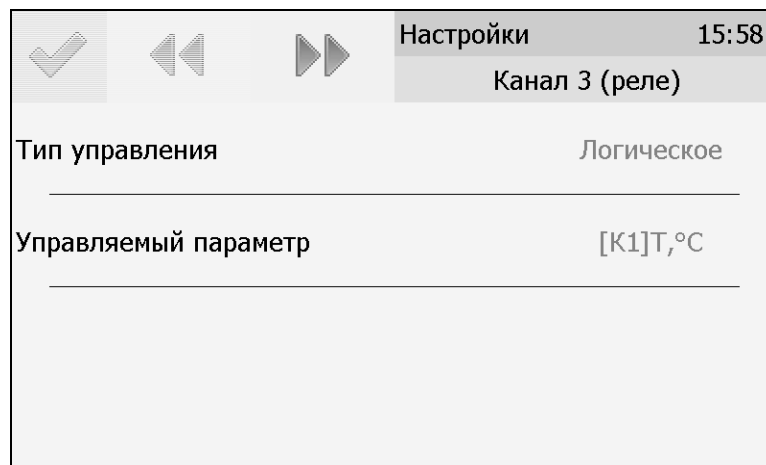 Настройки 15:58
Канал 3 (реле)
Тип управления Логическое
Управляемый параметр [К1]Т,°С